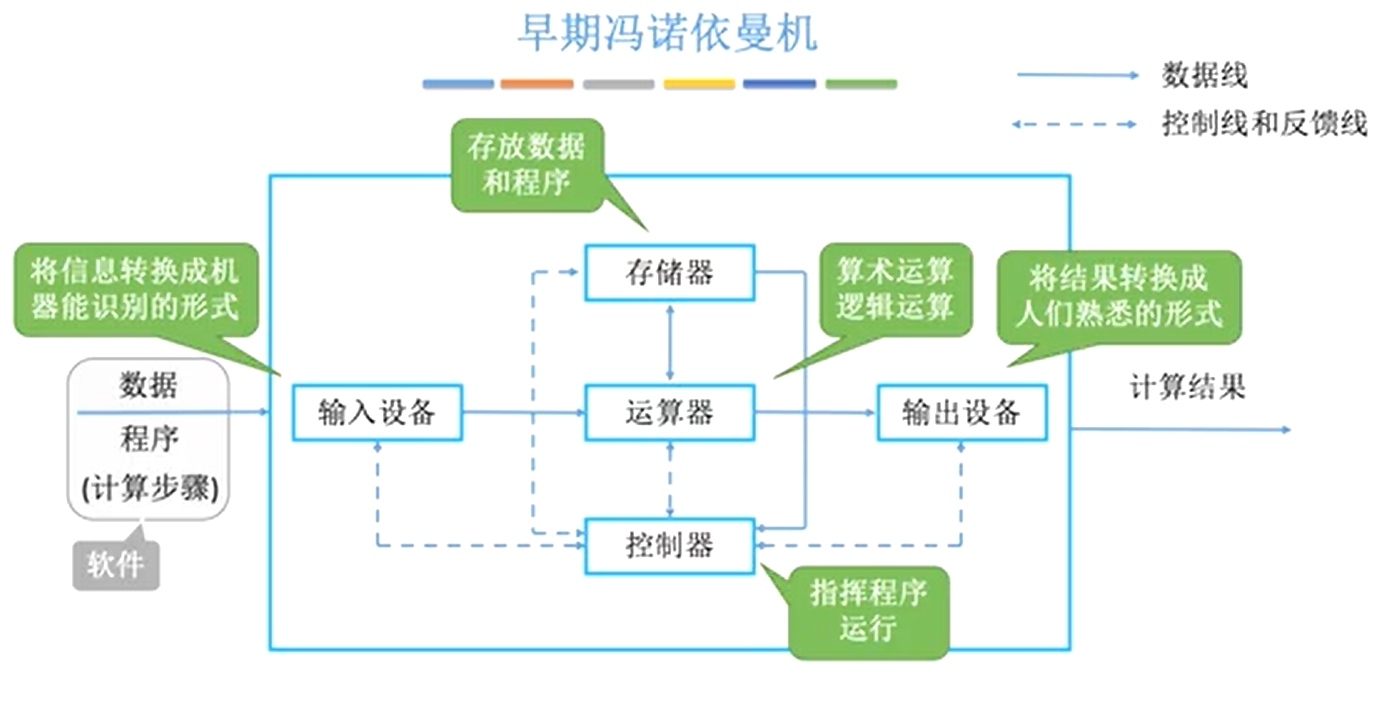 早期冯诺依曼机
数据线
控制线和反馈线
存放数据
和程序
将信息转换成机
器能识别的形式
存储器
算术运算
逻辑运算
将结果转换成
人们熟悉的形式
数据
程序
(计算步骤)
软件
输入设备
运算器
输出设备
计算结果
控制器
指挥程序
运行